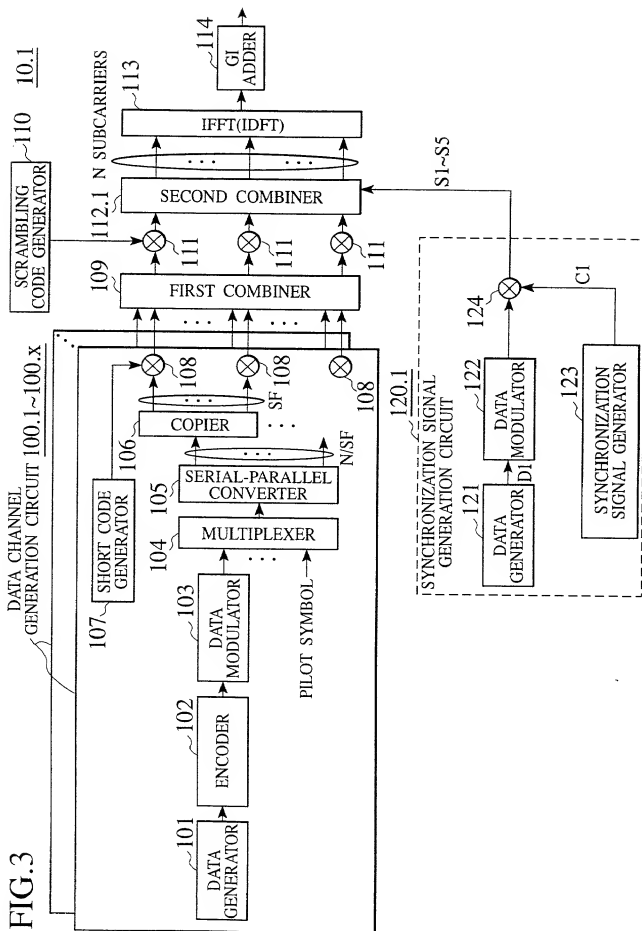 FIG.3
10.1
DATA CHANNEL
GENERATION CIRCUIT 100.1~100.x
SCRAMBLING
CODE GENERATOR
110
107
SHORT CODE
GENERATOR
101
DATA
GENERATOR
102
ENCODER
103
DATA
MODULATOR
PILOT SYMBOL
104
MULTIPLEXER
. . .
105
SERIAL-PARALLEL
CONVERTER
N/SF
106
COPIER
. . .
SF
108
108
108
109
FIRST COMBINER
111
111
111
112.1
SECOND COMBINER
N SUBCARRIERS
113
IFFT(IDFT)
114
GI
ADDER
S1~S5
SYNCHRONIZATION SIGNAL
GENERATION CIRCUIT
120.1
121
DATA
GENERATOR
D1
122
DATA
MODULATOR
124
C1
123
SYNCHRONIZATION
SIGNAL GENERATOR